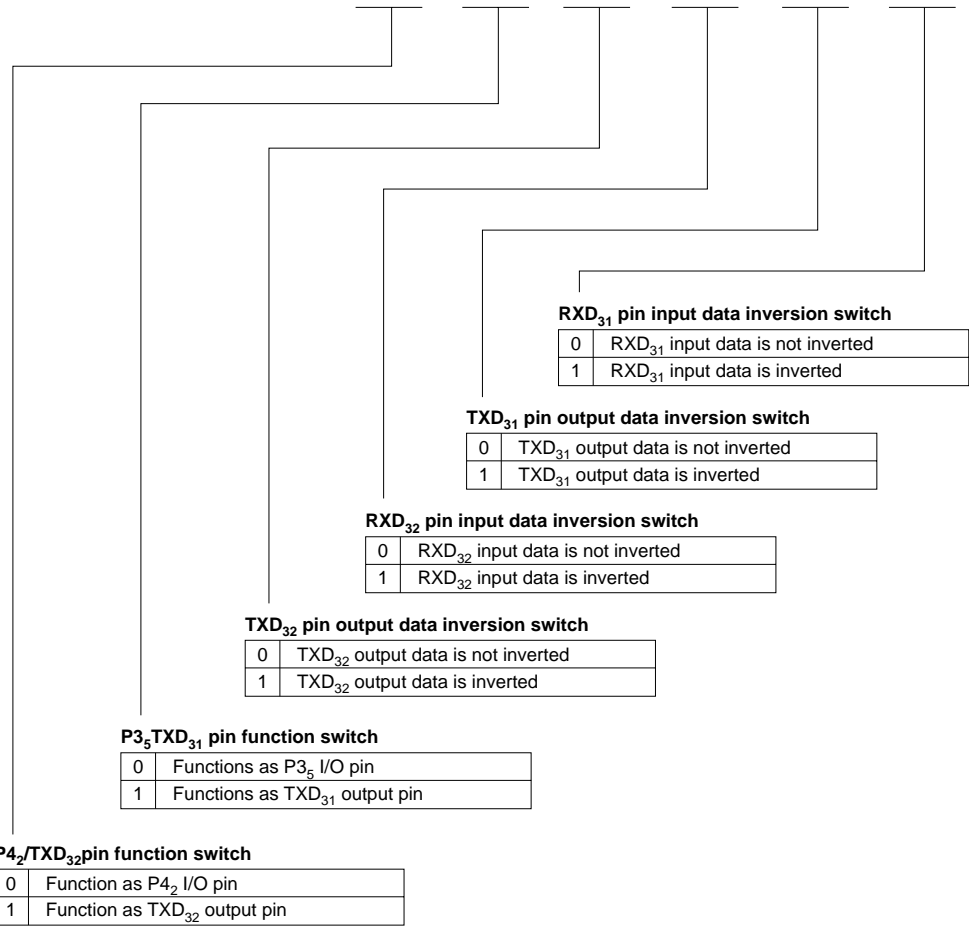 RXD₃₁ pin input data inversion switch
0 RXD₃₁ input data is not inverted
1 RXD₃₁ input data is inverted
TXD₃₁ pin output data inversion switch
0 TXD₃₁ output data is not inverted
1 TXD₃₁ output data is inverted
RXD₃₂ pin input data inversion switch
0 RXD₃₂ input data is not inverted
1 RXD₃₂ input data is inverted
TXD₃₂ pin output data inversion switch
0 TXD₃₂ output data is not inverted
1 TXD₃₂ output data is inverted
P3₅TXD₃₁ pin function switch
0 Functions as P3₅ I/O pin
1 Functions as TXD₃₁ output pin
P4₂/TXD₃₂pin function switch
0 Function as P4₂ I/O pin
1 Function as TXD₃₂ output pin